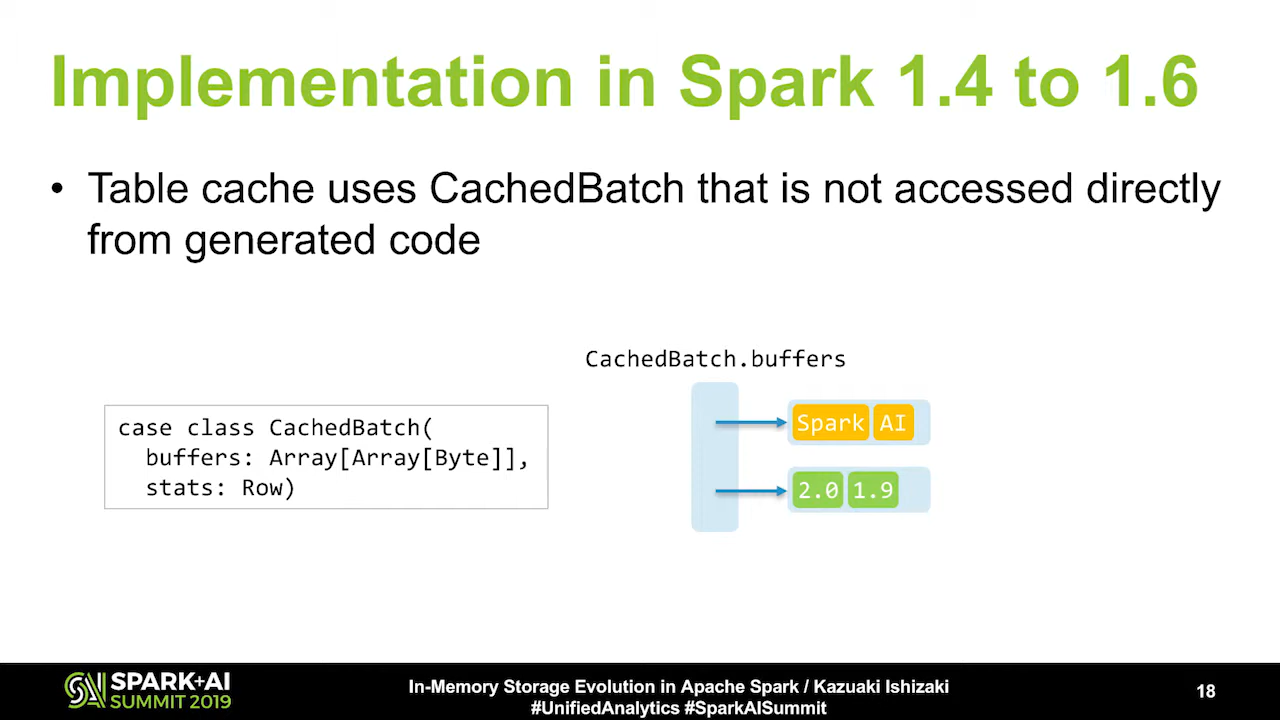 Implementation in Spark 1.4 to 1.6
• Table cache uses CachedBatch that is not accessed directly
from generated code
CachedBatch.buffers
case class CachedBatch(
buffers: Array[Array[Byte]],
stats: Row)
Spark AI
2.0 1.9
SPARK+AI
SUMMIT 2019
In-Memory Storage Evolution in Apache Spark / Kazuaki Ishizaki
#UnifiedAnalytics #SparkAISummit
18